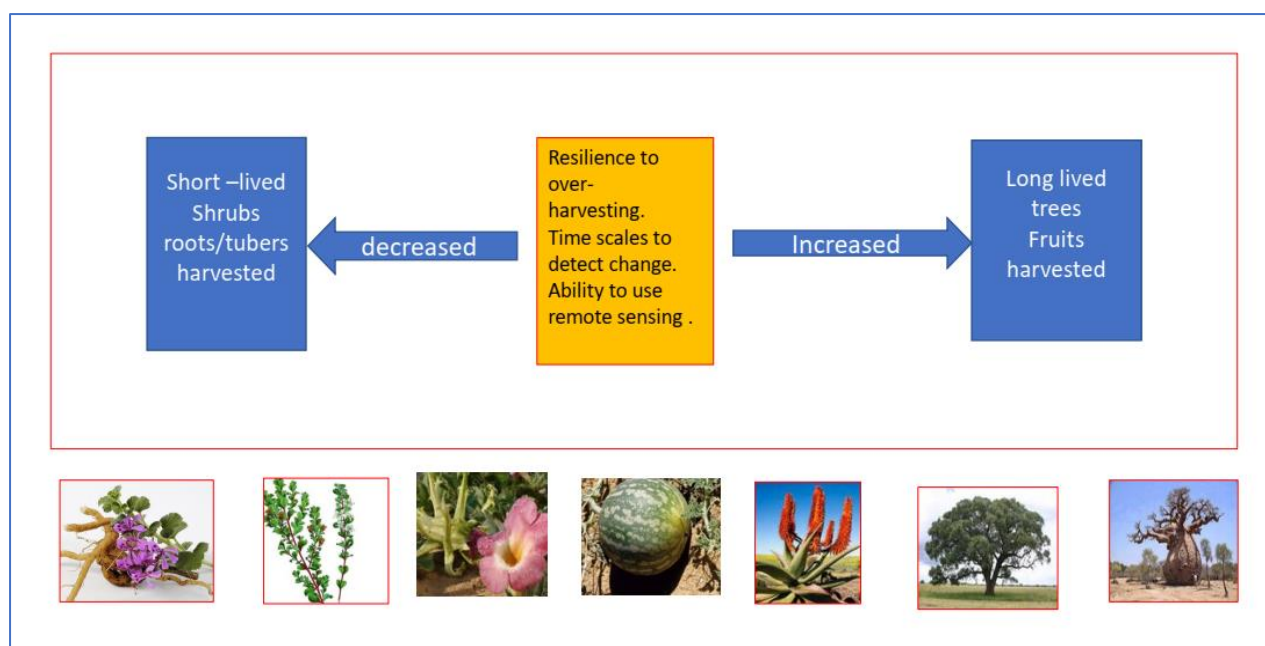 Short –lived
Shrubs
roots/tubers
harvested
decreased
Resilience to
over-
harvesting.
Time scales to
detect change.
Ability to use
remote sensing .
Increased
Long lived
trees
Fruits
harvested